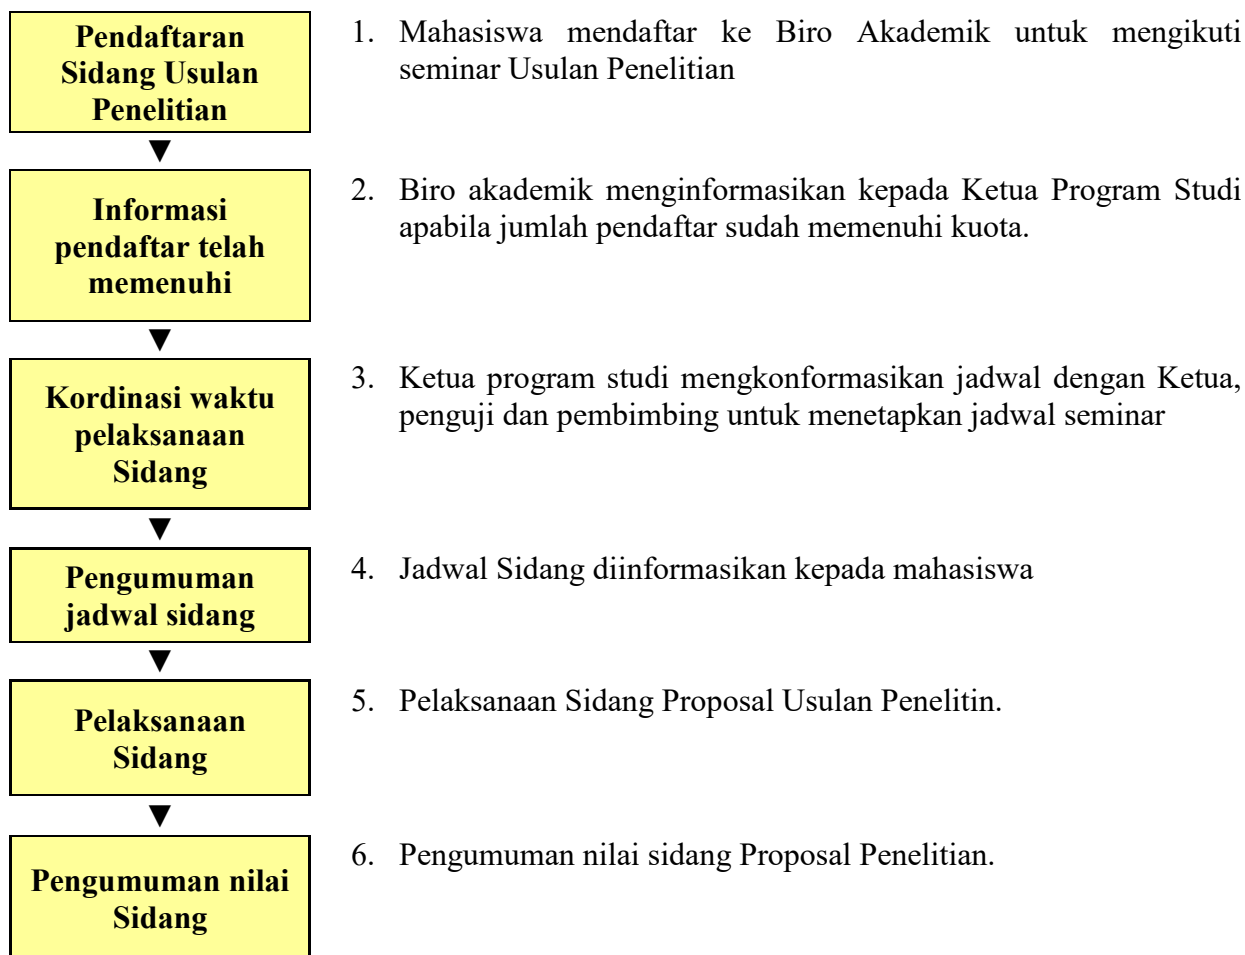 Pendaftaran
Sidang Usulan
Penelitian
1. Mahasiswa mendaftar ke Biro Akademik untuk mengikuti
seminar Usulan Penelitian
Informasi
pendaftar telah
memenuhi
2. Biro akademik menginformasikan kepada Ketua Program Studi
apabila jumlah pendaftar sudah memenuhi kuota.
Kordinasi waktu
pelaksanaan
Sidang
3. Ketua program studi mengkonformasikan jadwal dengan Ketua,
penguji dan pembimbing untuk menetapkan jadwal seminar
Pengumuman
jadwal sidang
4. Jadwal Sidang diinformasikan kepada mahasiswa
Pelaksanaan
Sidang
5. Pelaksanaan Sidang Proposal Usulan Penelitin.
Pengumuman nilai
Sidang
6. Pengumuman nilai sidang Proposal Penelitian.